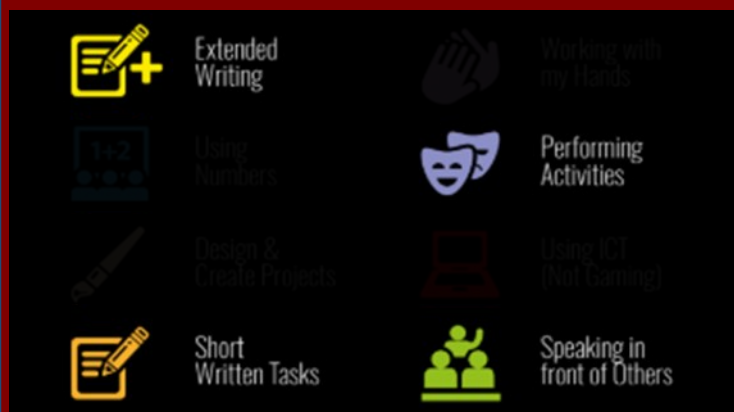 Extended
Writing
Working with
my Hands
1+2
Using
Numbers
Performing
Activities
Design &
Create Projects
Using ICT
(Not Gaming)
Short
Written Tasks
Speaking in
front of Others